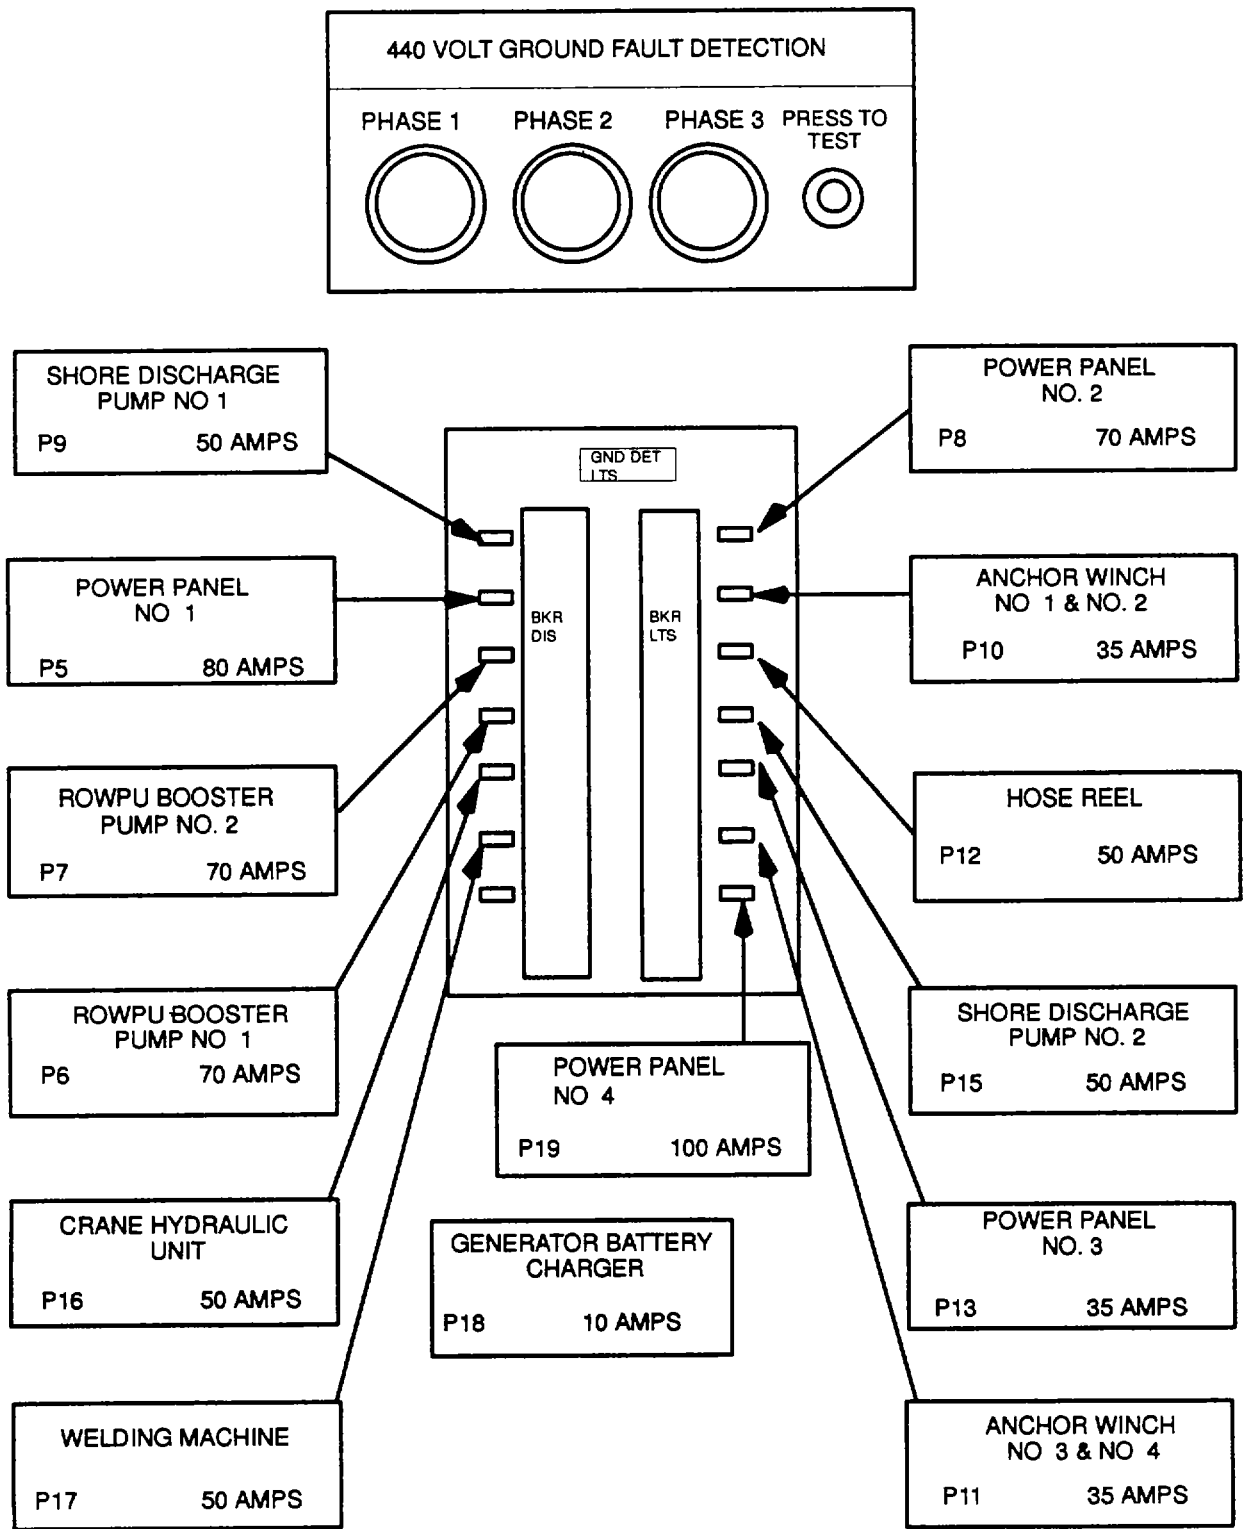 440 VOLT GROUND FAULT DETECTION
PHASE 1 PHASE 2 PHASE 3 PRESS TO
TEST
SHORE DISCHARGE
PUMP NO 1
P9 50 AMPS
POWER PANEL
NO. 2
P8 70 AMPS
GND DET
LTS
POWER PANEL
NO 1
P5 80 AMPS
BKR
DIS
BKR
LTS
ANCHOR WINCH
NO 1 & NO. 2
P10 35 AMPS
ROWPU BOOSTER
PUMP NO. 2
P7 70 AMPS
HOSE REEL
P12 50 AMPS
ROWPU BOOSTER
PUMP NO 1
P6 70 AMPS
POWER PANEL
NO 4
P19 100 AMPS
SHORE DISCHARGE
PUMP NO. 2
P15 50 AMPS
CRANE HYDRAULIC
UNIT
P16 50 AMPS
GENERATOR BATTERY
CHARGER
P18 10 AMPS
POWER PANEL
NO. 3
P13 35 AMPS
WELDING MACHINE
P17 50 AMPS
ANCHOR WINCH
NO 3 & NO 4
P11 35 AMPS